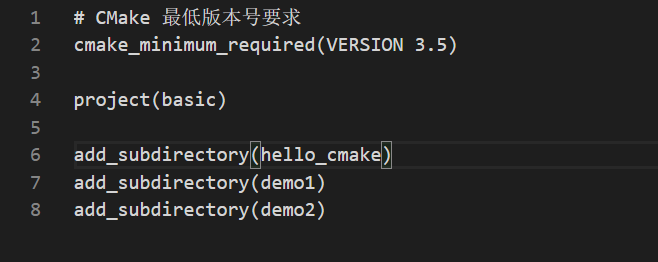 1 # CMake 最低版本号要求
2 cmake_minimum_required(VERSION 3.5)
3
4 project(basic)
5
6 add_subdirectory(hello_cmake)
7 add_subdirectory(demo1)
8 add_subdirectory(demo2)